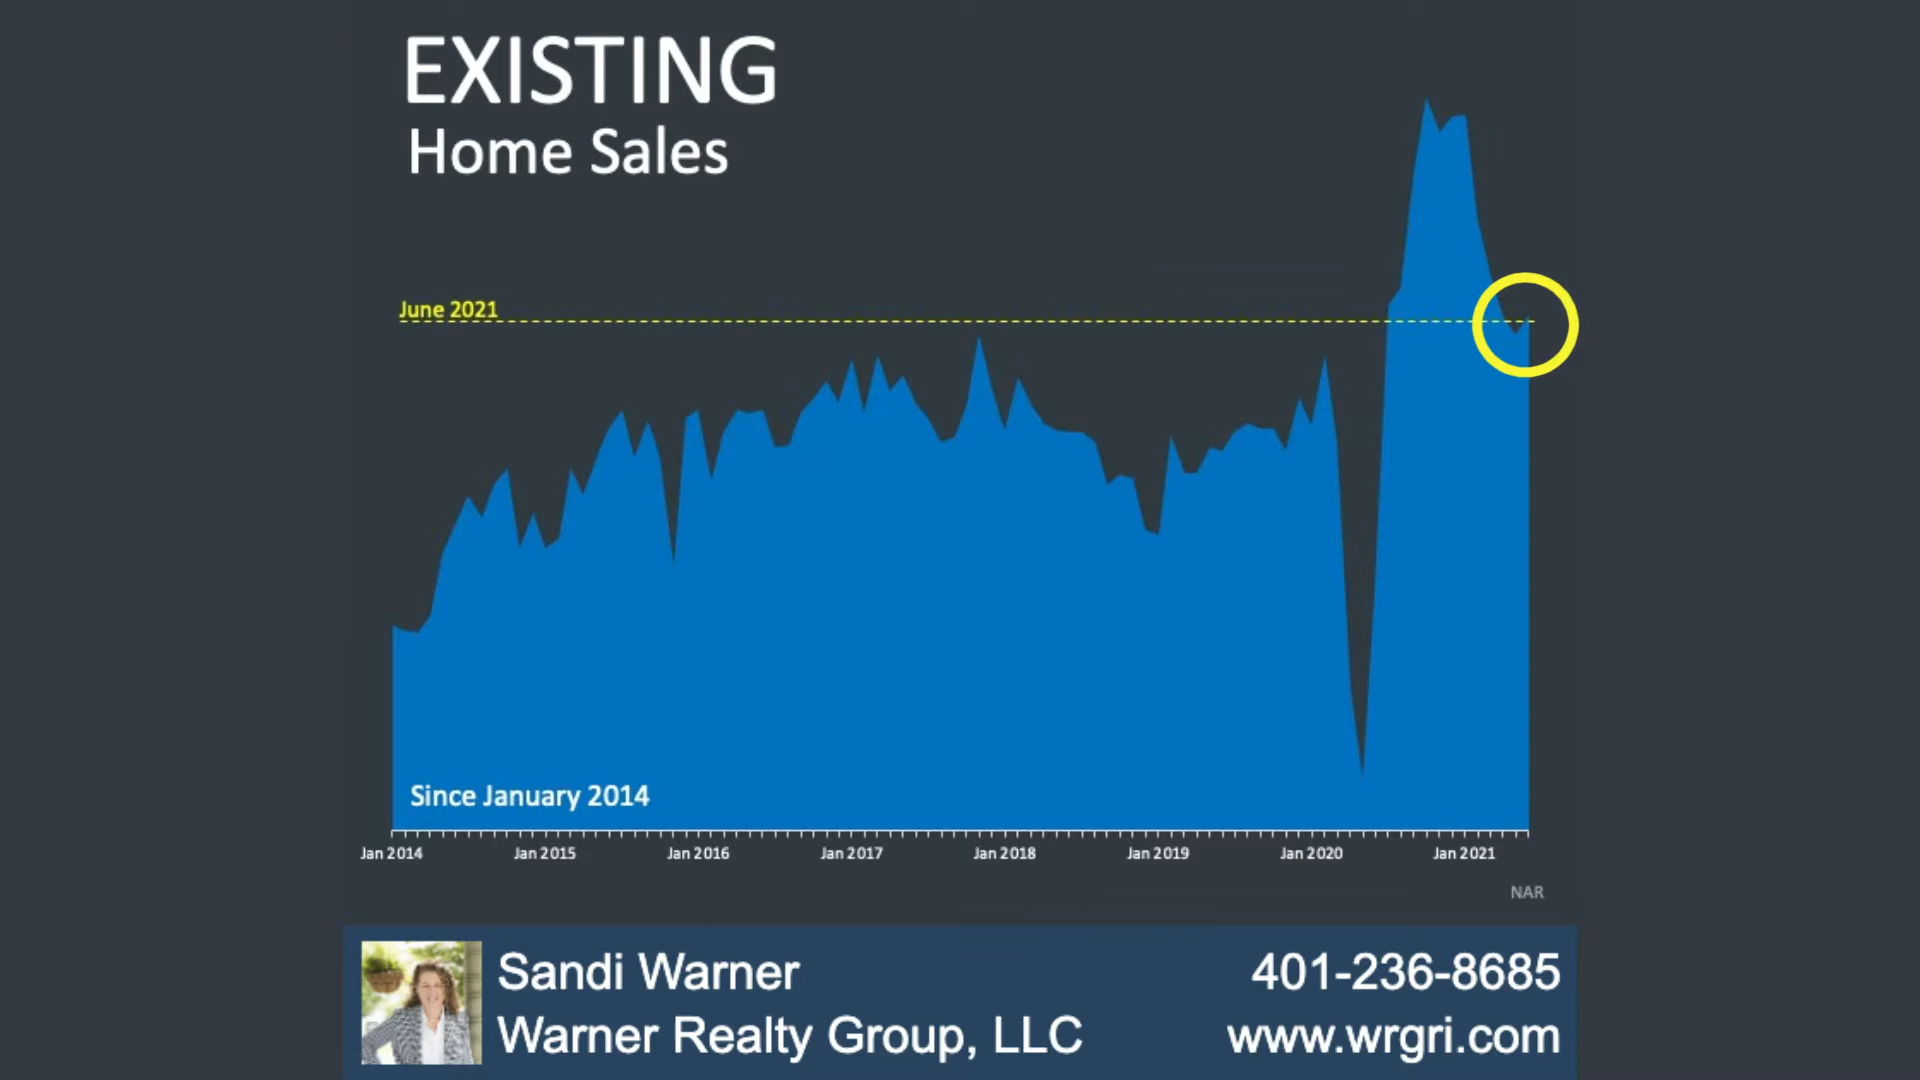 EXISTING
Home Sales
June 2021
Since January 2014
Jan 2014 Jan 2015 Jan 2016 Jan 2017 Jan 2018 Jan 2019 Jan 2020 Jan 2021
NAR
Sandi Warner 401-236-8685
Warner Realty Group, LLC www.wrgri.com